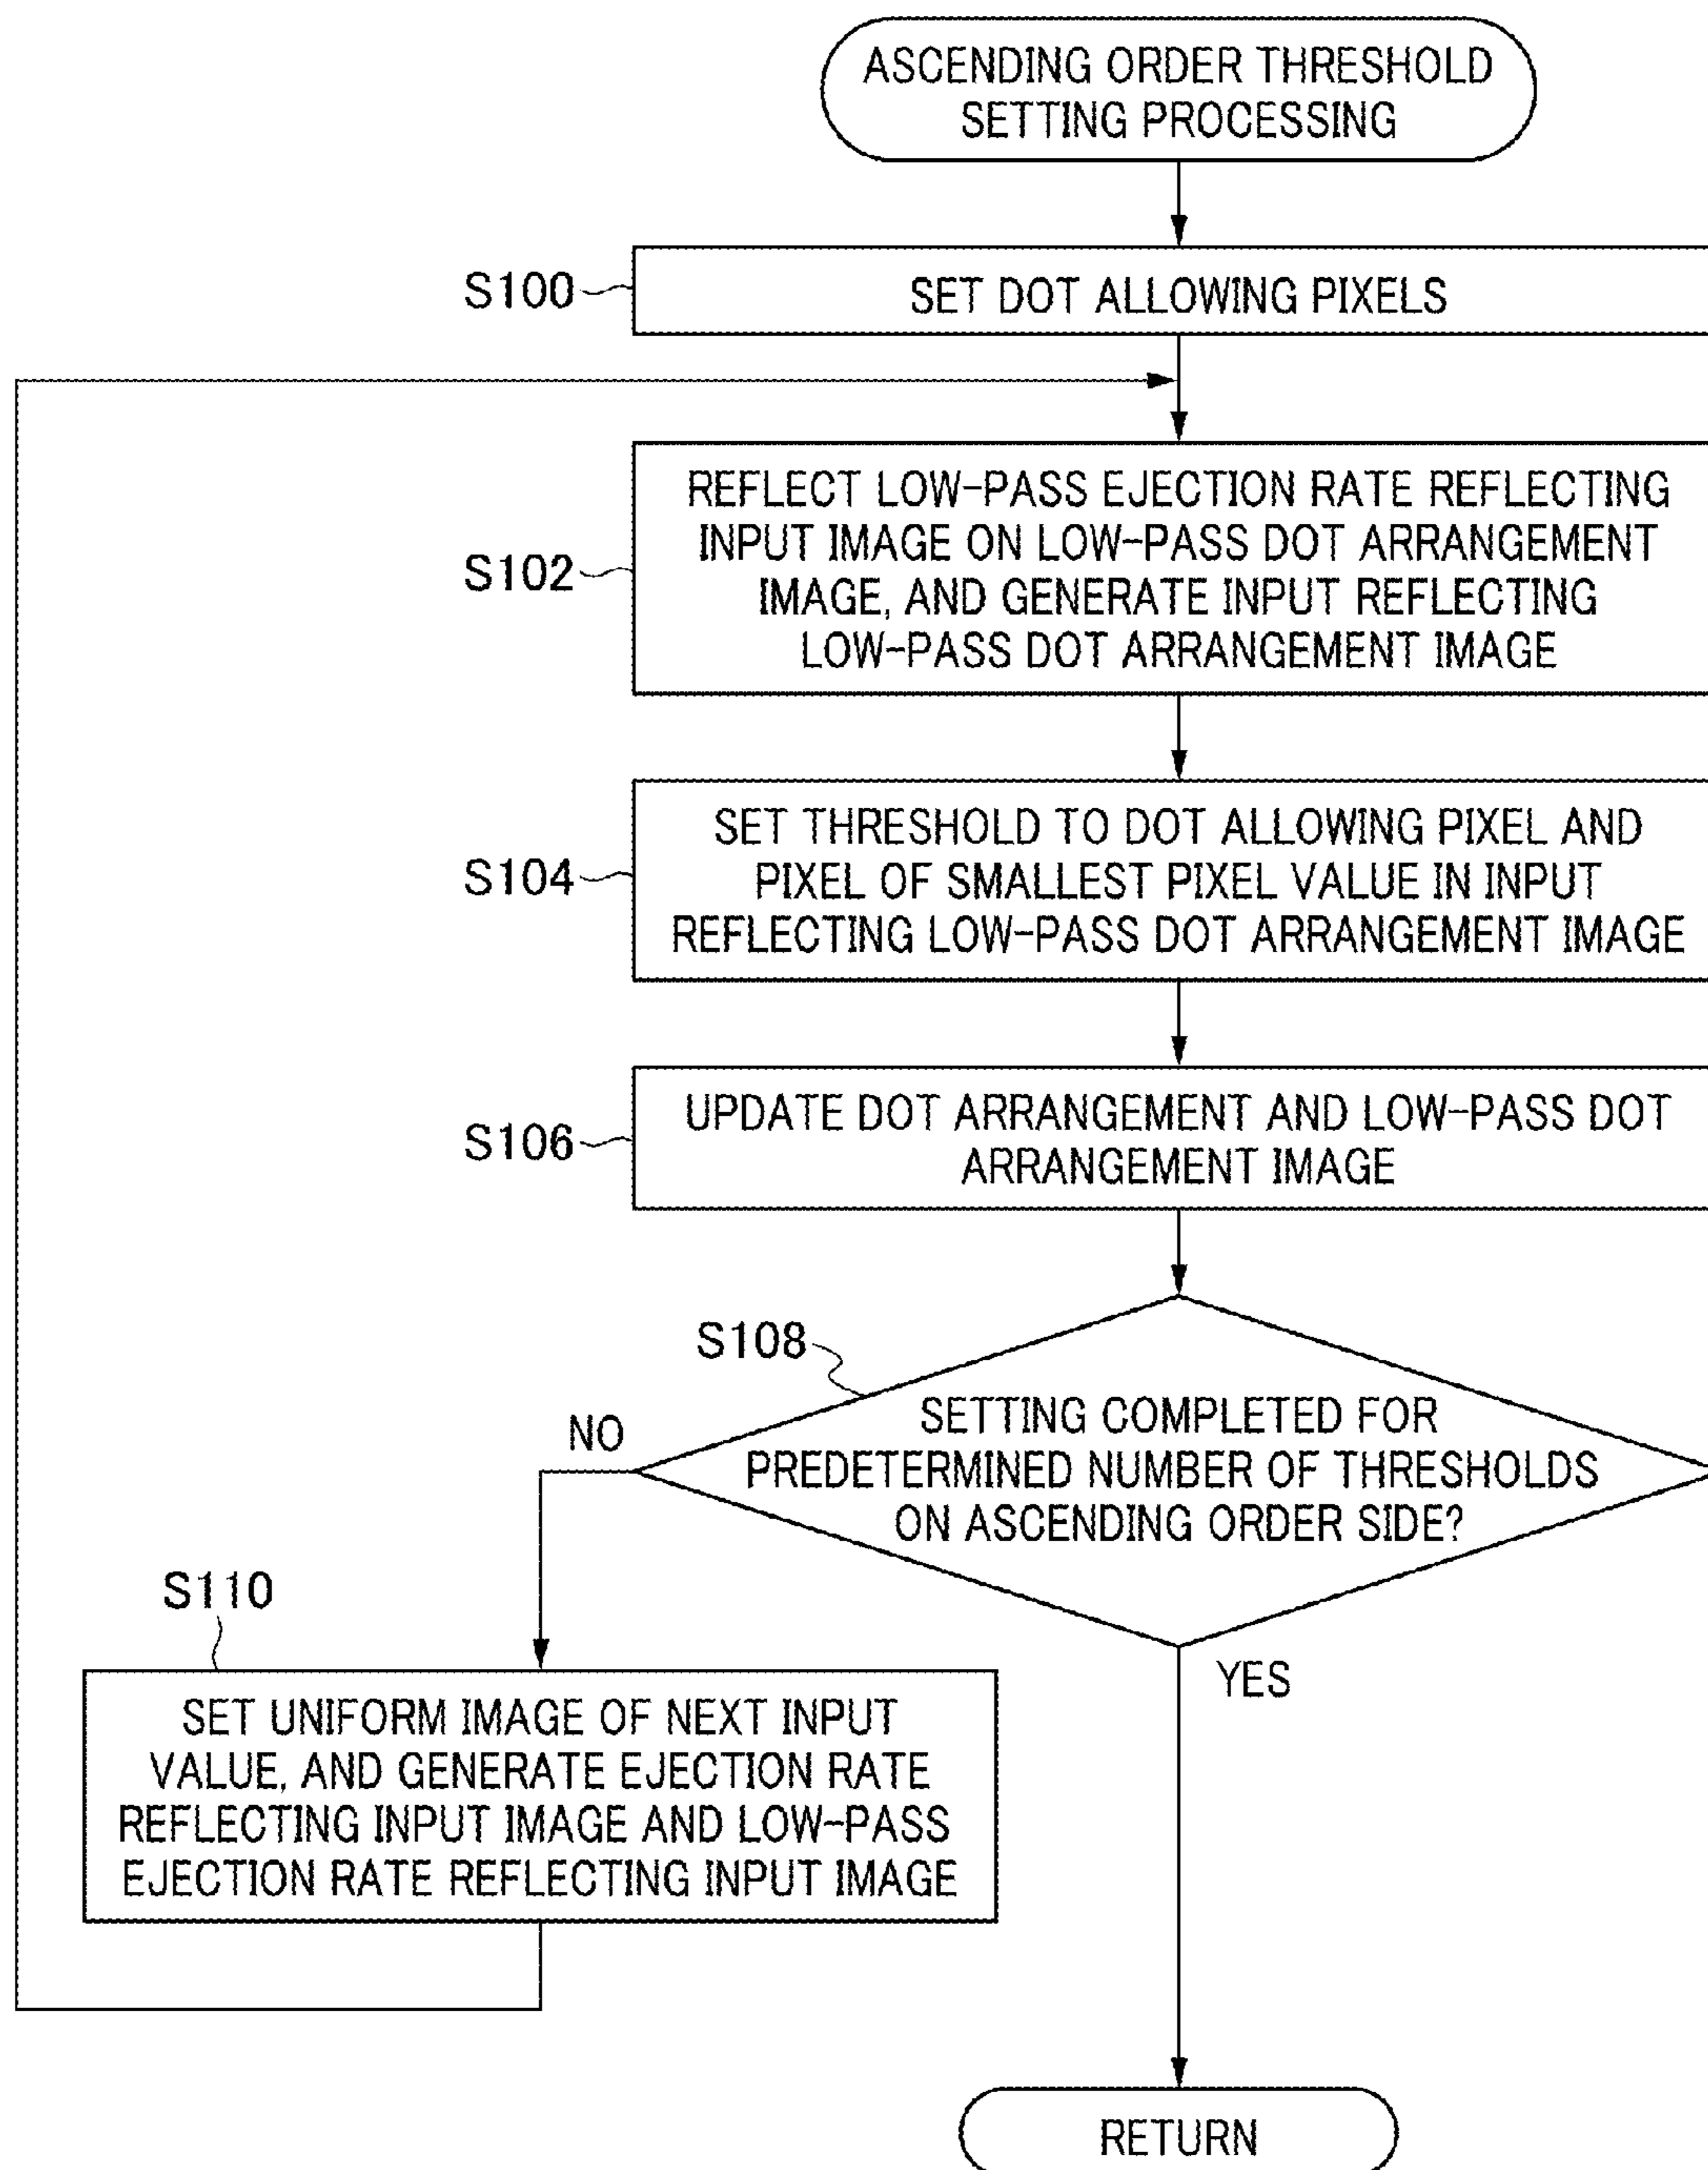 ASCENDING ORDER THRESHOLD
SETTING PROCESSING
S100
SET DOT ALLOWING PIXELS
S102
REFLECT LOW-PASS EJECTION RATE REFLECTING
INPUT IMAGE ON LOW-PASS DOT ARRANGEMENT
IMAGE, AND GENERATE INPUT REFLECTING
LOW-PASS DOT ARRANGEMENT IMAGE
S104
SET THRESHOLD TO DOT ALLOWING PIXEL AND
PIXEL OF SMALLEST PIXEL VALUE IN INPUT
REFLECTING LOW-PASS DOT ARRANGEMENT IMAGE
S106
UPDATE DOT ARRANGEMENT AND LOW-PASS DOT
ARRANGEMENT IMAGE
S108
SETTING COMPLETED FOR
PREDETERMINED NUMBER OF THRESHOLDS
ON ASCENDING ORDER SIDE?
NO
YES
S110
SET UNIFORM IMAGE OF NEXT INPUT
VALUE, AND GENERATE EJECTION RATE
REFLECTING INPUT IMAGE AND LOW-PASS
EJECTION RATE REFLECTING INPUT IMAGE
RETURN